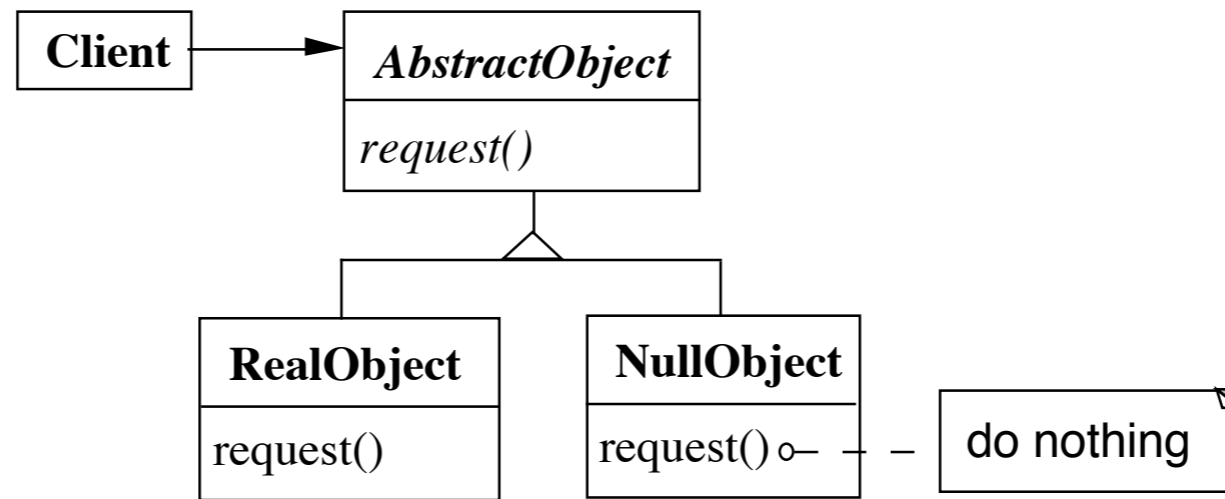 Client
AbstractObject
request()
RealObject
NullObject
request()
request()
do nothing